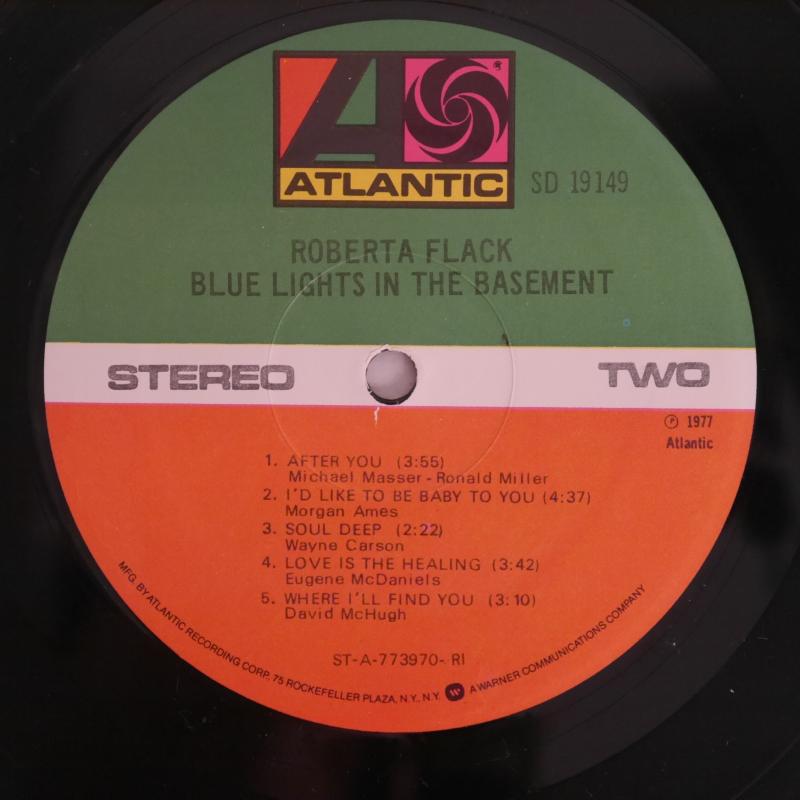 ATLANTIC
SD 19149
ROBERTA FLACK
BLUE LIGHTS IN THE BASEMENT
STEREO
TWO
℗ 1977
Atlantic
1. AFTER YOU (3:55)
Michael Masser - Ronald Miller
2. I'D LIKE TO BE BABY TO YOU (4:37)
Morgan Ames
3. SOUL DEEP (2:22)
Wayne Carson
4. LOVE IS THE HEALING (3:42)
Eugene McDaniels
5. WHERE I'LL FIND YOU (3:10)
David McHugh
ST-A-773970- RI
MFG. BY ATLANTIC RECORDING CORP., 75 ROCKEFELLER PLAZA, N.Y., N.Y. A WARNER COMMUNICATIONS COMPANY